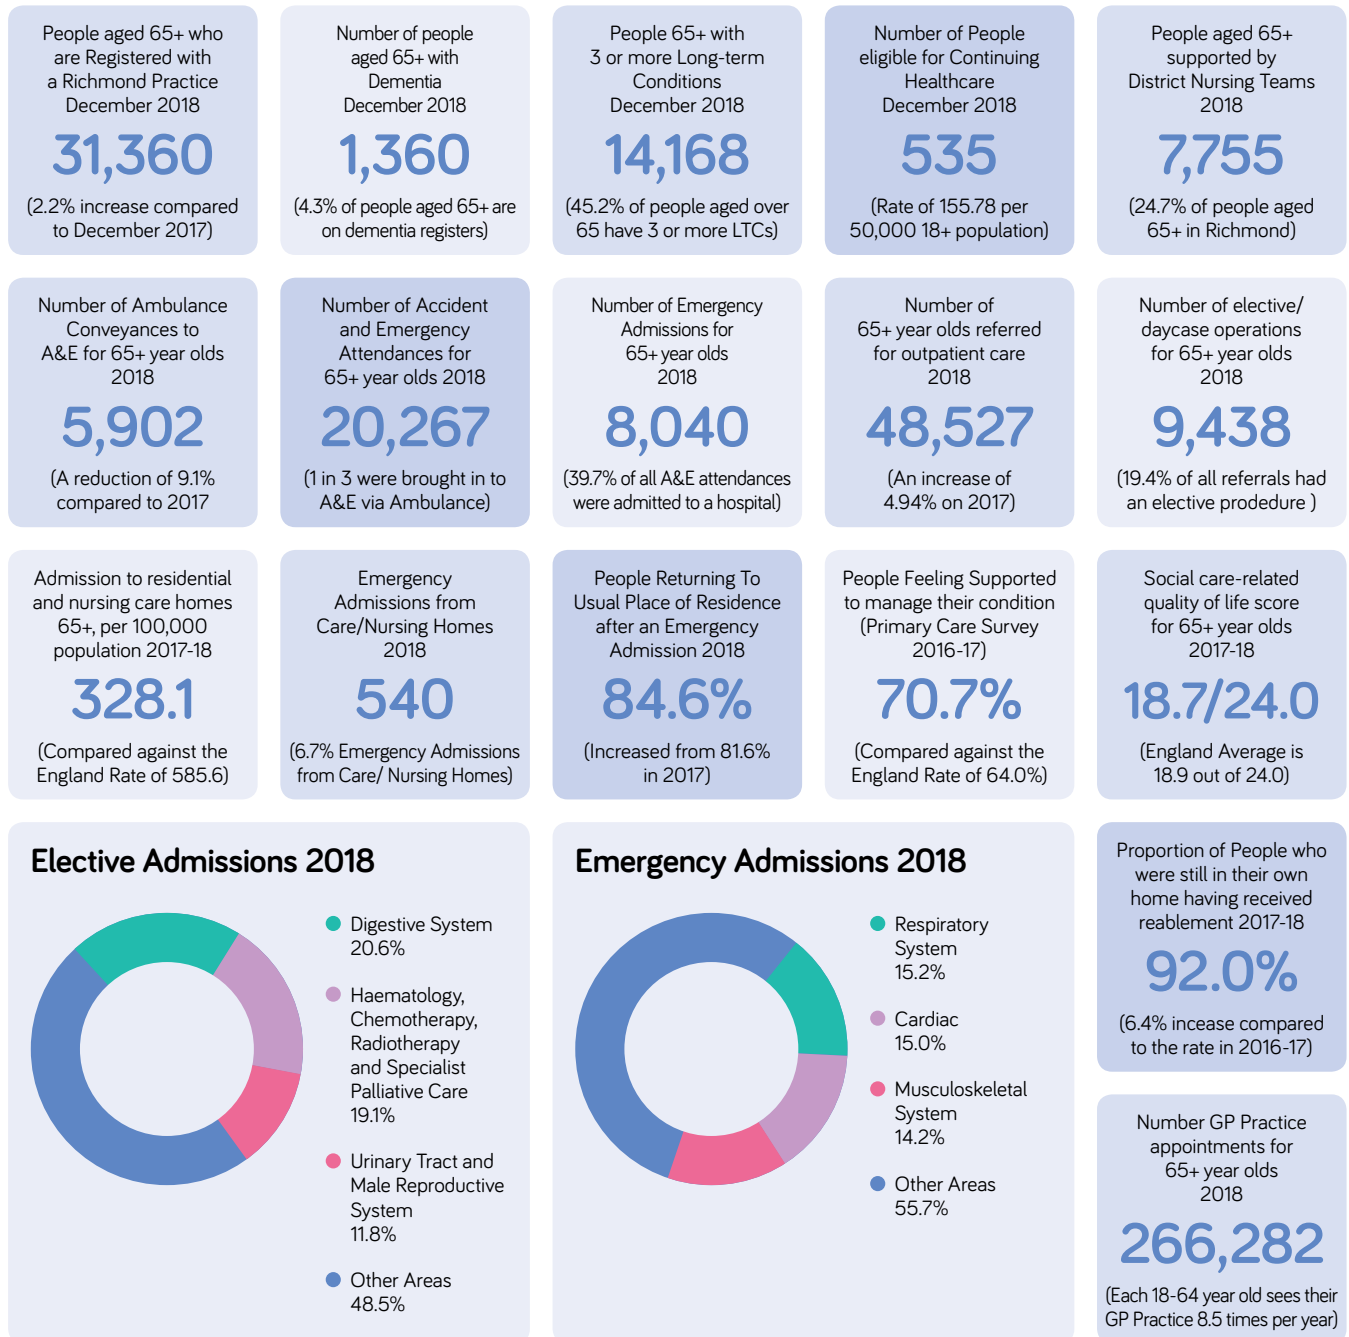 People aged 65+ who
are Registered with
a Richmond Practice
December 2018
31,360
(2.2% increase compared
to December 2017)
Number of people
aged 65+ with
Dementia
December 2018
1,360
(4.3% of people aged 65+ are
on dementia registers)
People 65+ with
3 or more Long-term
Conditions
December 2018
14,168
(45.2% of people aged over
65 have 3 or more LTCs)
Number of People
eligible for Continuing
Healthcare
December 2018
535
(Rate of 155.78 per
50,000 18+ population)
People aged 65+
supported by
District Nursing Teams
2018
7,755
(24.7% of people aged
65+ in Richmond)
Number of Ambulance
Conveyances to
A&E for 65+ year olds
2018
5,902
(A reduction of 9.1%
compared to 2017
Number of Accident
and Emergency
Attendances for
65+ year olds 2018
20,267
(1 in 3 were brought in to
A&E via Ambulance)
Number of Emergency
Admissions for
65+ year olds
2018
8,040
(39.7% of all A&E attendances
were admitted to a hospital)
Number of
65+ year olds referred
for outpatient care
2018
48,527
(An increase of
4.94% on 2017)
Number of elective/
daycase operations
for 65+ year olds
2018
9,438
(19.4% of all referrals had
an elective prodedure )
Admission to residential
and nursing care homes
65+, per 100,000
population 2017-18
328.1
(Compared against the
England Rate of 585.6)
Emergency
Admissions from
Care/Nursing Homes
2018
540
(6.7% Emergency Admissions
from Care/ Nursing Homes)
People Returning To
Usual Place of Residence
after an Emergency
Admission 2018
84.6%
(Increased from 81.6%
in 2017)
People Feeling Supported
to manage their condition
(Primary Care Survey
2016-17)
70.7%
(Compared against the
England Rate of 64.0%)
Social care-related
quality of life score
for 65+ year olds
2017-18
18.7/24.0
(England Average is
18.9 out of 24.0)
Elective Admissions 2018
Digestive System
20.6%
Haematology,
Chemotherapy,
Radiotherapy
and Specialist
Palliative Care
19.1%
Urinary Tract and
Male Reproductive
System
11.8%
Other Areas
48.5%
Emergency Admissions 2018
Respiratory
System
15.2%
Cardiac
15.0%
Musculoskeletal
System
14.2%
Other Areas
55.7%
Proportion of People who
were still in their own
home having received
reablement 2017-18
92.0%
(6.4% incease compared
to the rate in 2016-17)
Number GP Practice
appointments for
65+ year olds
2018
266,282
(Each 18-64 year old sees their
GP Practice 8.5 times per year)